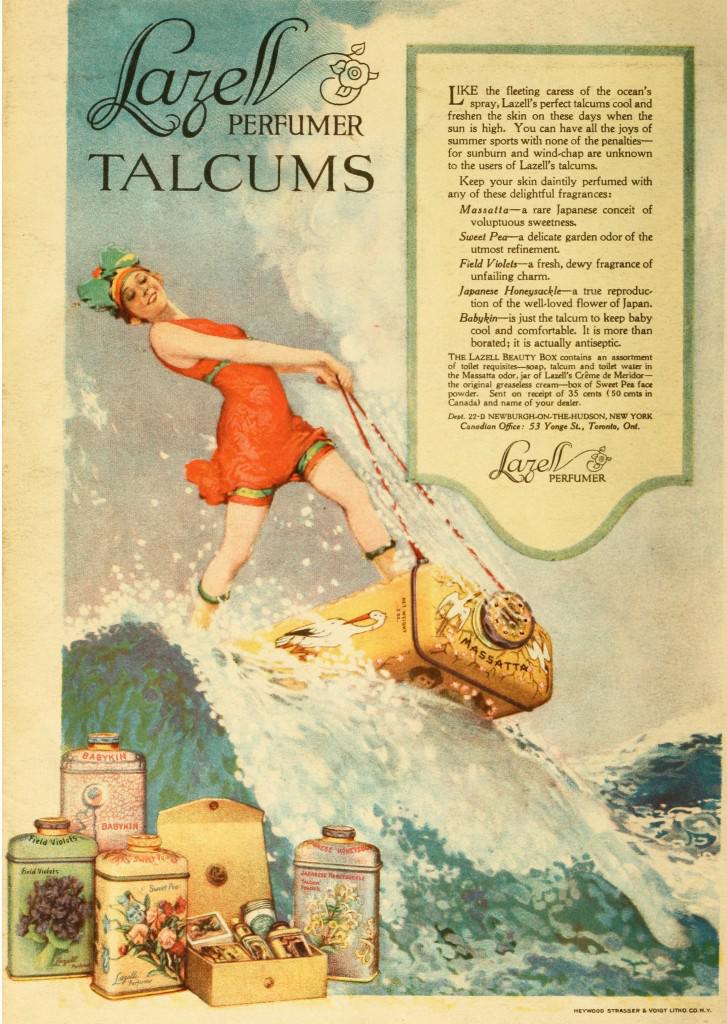 Lazell
PERFUMER
TALCUMS
LIKE the fleeting caress of the ocean's
spray, Lazell's perfect talcums cool and
freshen the skin on these days when the
sun is high. You can have all the joys of
summer sports with none of the penalties—
for sunburn and wind-chap are unknown
to the users of Lazell's talcums.
Keep your skin daintily perfumed with
any of these delightful fragrances:
Massatta—a rare Japanese conceit of
voluptuous sweetness.
Sweet Pea—a delicate garden odor of the
utmost refinement.
Field Violets—a fresh, dewy fragrance of
unfailing charm.
Japanese Honeysuckle—a true reproduc-
tion of the well-loved flower of Japan.
Babykin—is just the talcum to keep baby
cool and comfortable. It is more than
borated; it is actually antiseptic.
THE LAZELL BEAUTY BOX contains an assortment
of toilet requisites—soap, talcum and toilet water in
the Massatta odor, jar of Lazell's Crême de Meridor—
the original greaseless cream—box of Sweet Pea face
powder. Sent on receipt of 35 cents (50 cents in
Canada) and name of your dealer.
Dept. 22-D NEWBURGH-ON-THE-HUDSON, NEW YORK
Canadian Office: 53 Yonge St., Toronto, Ont.
Lazell
PERFUMER
NET WEIGHT
MASSATTA
BABYKIN
BABYKIN
Field Violets
Field Violets
Lazell
Sweet Pea
Lazell
Perfumer
JAPANESE HONEYSUCKLE
HEYWOOD STRASSER & VOIGT LITHO. CO. N.Y.